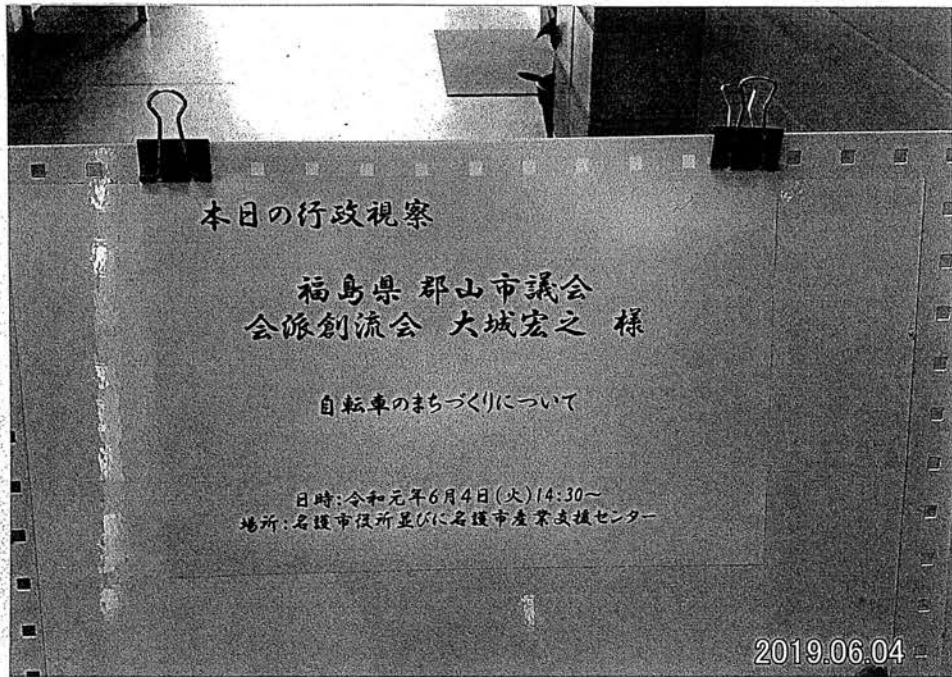 本日の行政視察
福島県 郡山市議会
会派創流会 大城宏之 様
自転車のまちづくりについて
日時:令和元年6月4日(火)14:30～
場所:名護市役所並びに名護市産業支援センター
2019.06.04